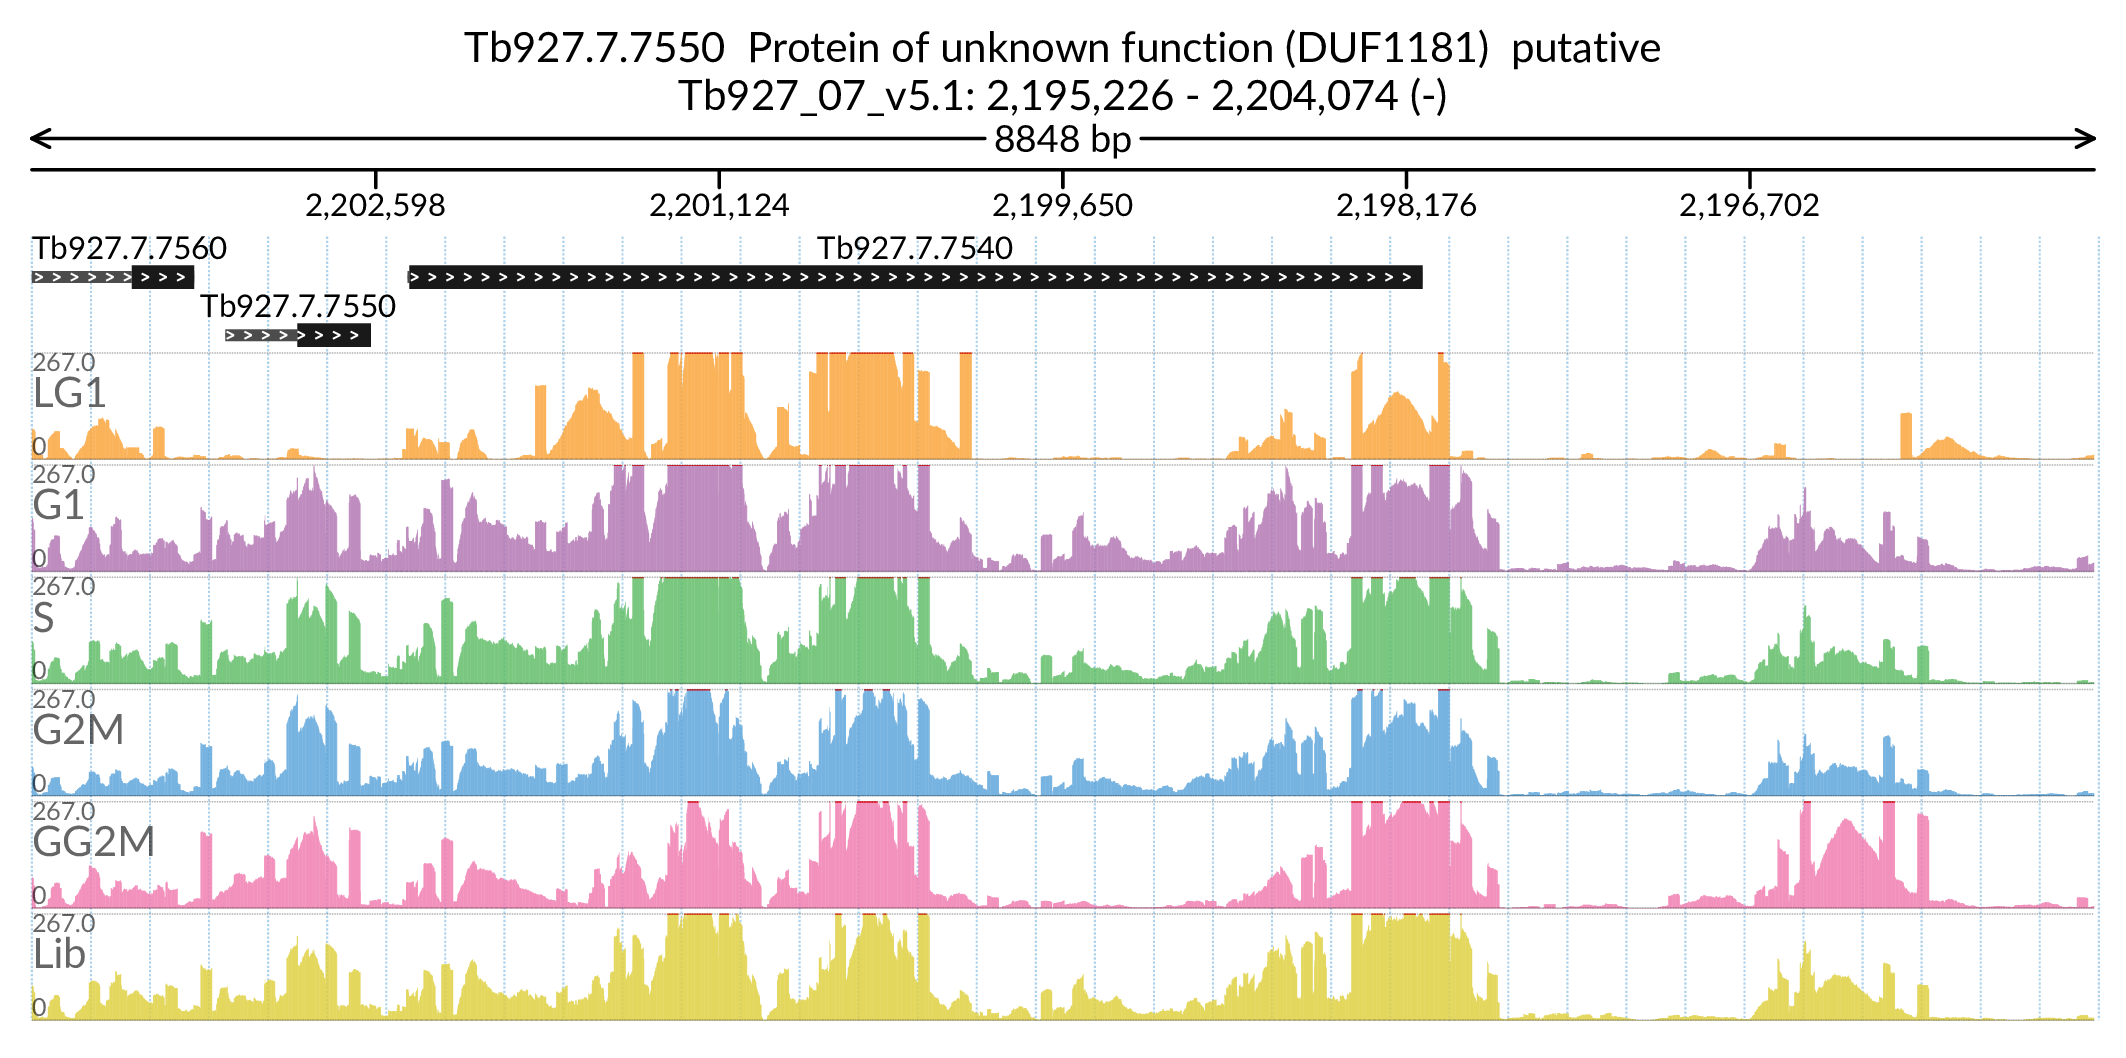 Tb927.7.7550  Protein of unknown function (DUF1181)  putative
Tb927_07_v5.1: 2,195,226 - 2,204,074 (-)
8848 bp
2,202,598 2,201,124 2,199,650 2,198,176 2,196,702
Tb927.7.7560 Tb927.7.7540
Tb927.7.7550
267.0
LG1
0
267.0
G1
0
267.0
S
0
267.0
G2M
0
267.0
GG2M
0
267.0
Lib
0